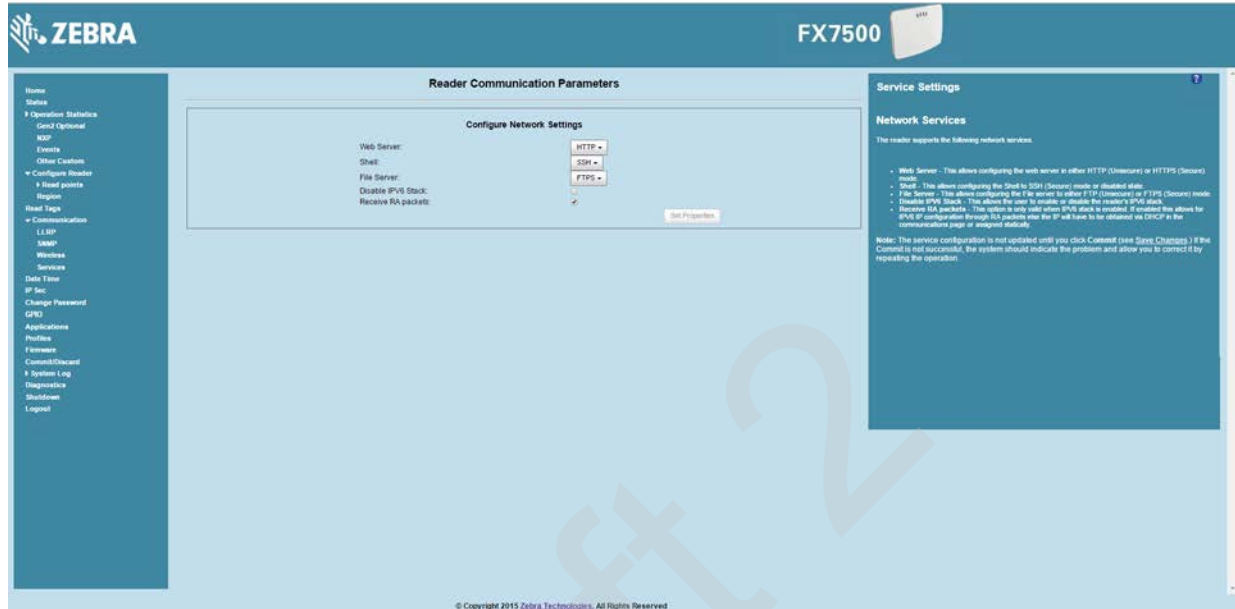 ZEBRA
FX7500
Home
Status
Operation Statistics
Gen2 Optional
NXP
Events
Other Custom
Configure Reader
Read points
Region
Read Tags
Communication
LLRP
SNMP
Wireless
Services
Date Time
IP Sec
Change Password
GPIO
Applications
Profiles
Firmware
Commit/Discard
System Log
Diagnostics
Shutdown
Logout
Reader Communication Parameters
Configure Network Settings
Web Server: HTTP
Shell: SSH
File Server: FTPS
Disable IPV6 Stack:
Receive RA packets:
Set Properties
?
Service Settings
Network Services
The reader supports the following network services.
• Web Server - This allows configuring the web server in either HTTP (Unsecure) or HTTPS (Secure)
mode.
• Shell - This allows configuring the Shell to SSH (Secure) mode or disabled state.
• File Server - This allows configuring the File server to either FTP (Unsecure) or FTPS (Secure) mode.
• Disable IPV6 Stack - This allows the user to enable or disable the reader's IPV6 stack.
• Receive RA packets - This option is only valid when IPV6 stack is enabled. If enabled this allows for
IPV6 IP configuration through RA packets else the IP will have to be obtained via DHCP in the
communications page or assigned statically.
Note: The service configuration is not updated until you click Commit (see Save Changes.) If the
Commit is not successful, the system should indicate the problem and allow you to correct it by
repeating the operation.
© Copyright 2015 Zebra Technologies. All Rights Reserved
ft 2